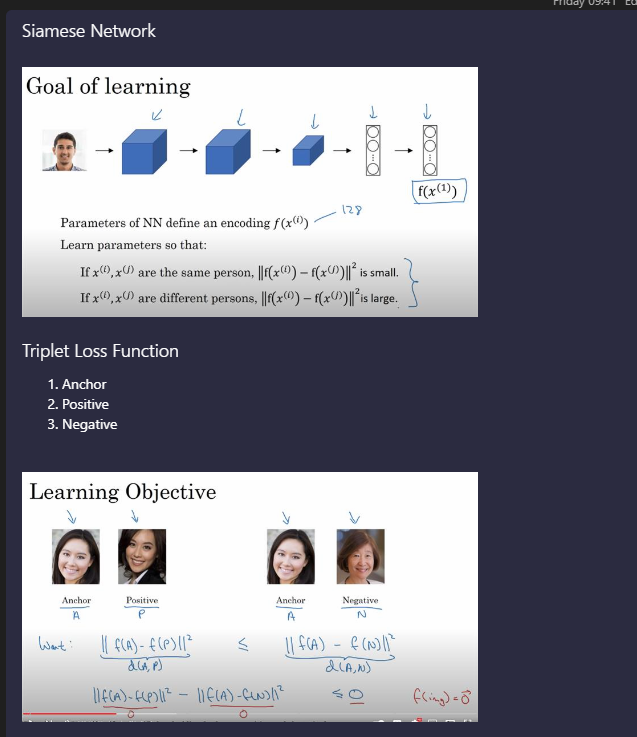 Friday 09:41 Ed
Siamese Network
Goal of learning
f(x⁽¹⁾)
128
Parameters of NN define an encoding f(x⁽ⁱ⁾)
Learn parameters so that:
If x⁽ⁱ⁾, x⁽ʲ⁾ are the same person, ‖f(x⁽ⁱ⁾) − f(x⁽ʲ⁾)‖² is small.
If x⁽ⁱ⁾, x⁽ʲ⁾ are different persons, ‖f(x⁽ⁱ⁾) − f(x⁽ʲ⁾)‖² is large.
Triplet Loss Function
1. Anchor
2. Positive
3. Negative
Learning Objective
Anchor Positive Anchor Negative
A P A N
Want: ‖f(A) - f(P)‖² ≤ ‖f(A) - f(N)‖²
d(A,P) d(A,N)
‖f(A)-f(P)‖² - ‖f(A)-f(N)‖² ≤ 0 f(img) = 0⃗
0 0